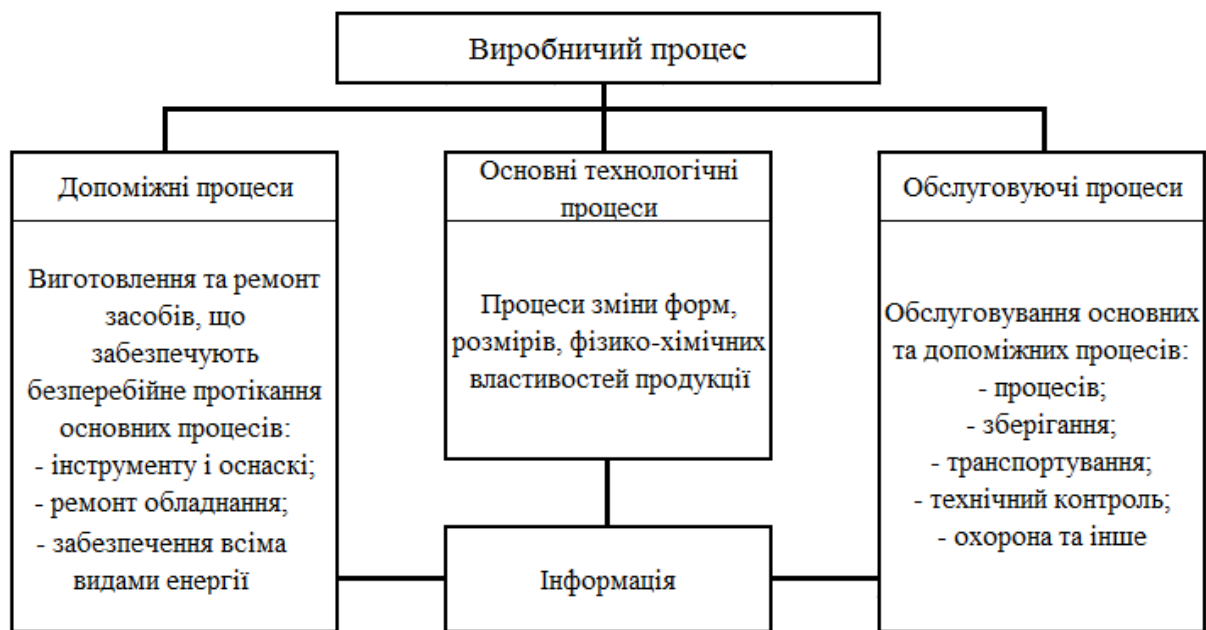 Виробничий процес
Допоміжні процеси
Виготовлення та ремонт
засобів, що
забезпечують
безперебійне протікання
основних процесів:
- інструменту і оснаскі;
- ремонт обладнання;
- забезпечення всіма
видами енергії
Основні технологічні
процеси
Процеси зміни форм,
розмірів, фізико-хімічних
властивостей продукції
Інформація
Обслуговуючі процеси
Обслуговування основних
та допоміжних процесів:
- процесів;
- зберігання;
- транспортування;
- технічний контроль;
- охорона та інше